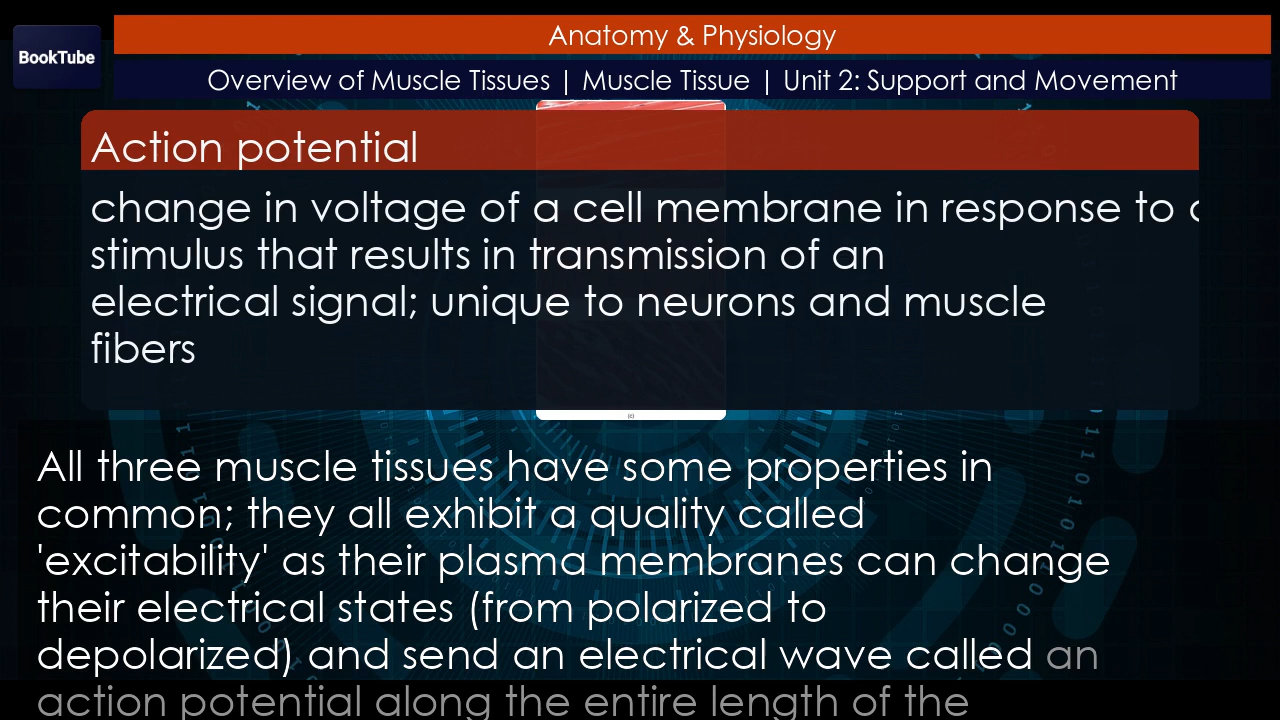 BookTube
Anatomy & Physiology
Overview of Muscle Tissues | Muscle Tissue | Unit 2: Support and Movement
Action potential
change in voltage of a cell membrane in response to
stimulus that results in transmission of an
electrical signal; unique to neurons and muscle
fibers
All three muscle tissues have some properties in
common; they all exhibit a quality called
'excitability' as their plasma membranes can change
their electrical states (from polarized to
depolarized) and send an electrical wave called an
action potential along the entire length of the